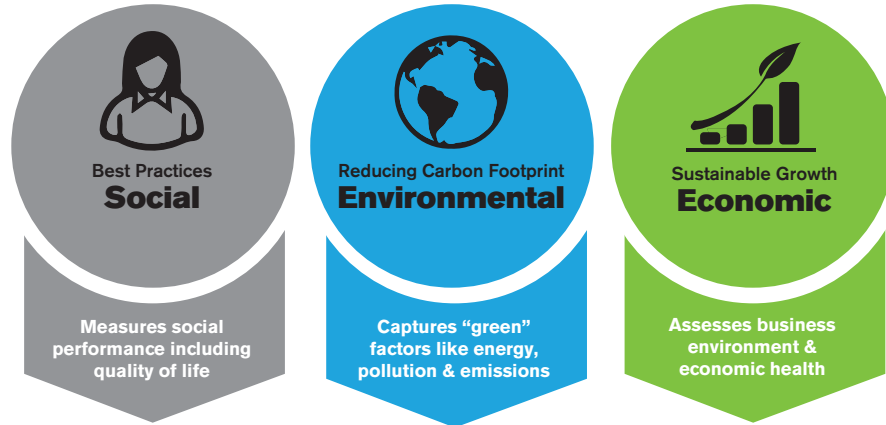 Best Practices
Social
Measures social
performance including
quality of life
Reducing Carbon Footprint
Environmental
Captures “green”
factors like energy,
pollution & emissions
Sustainable Growth
Economic
Assesses business
environment &
economic health